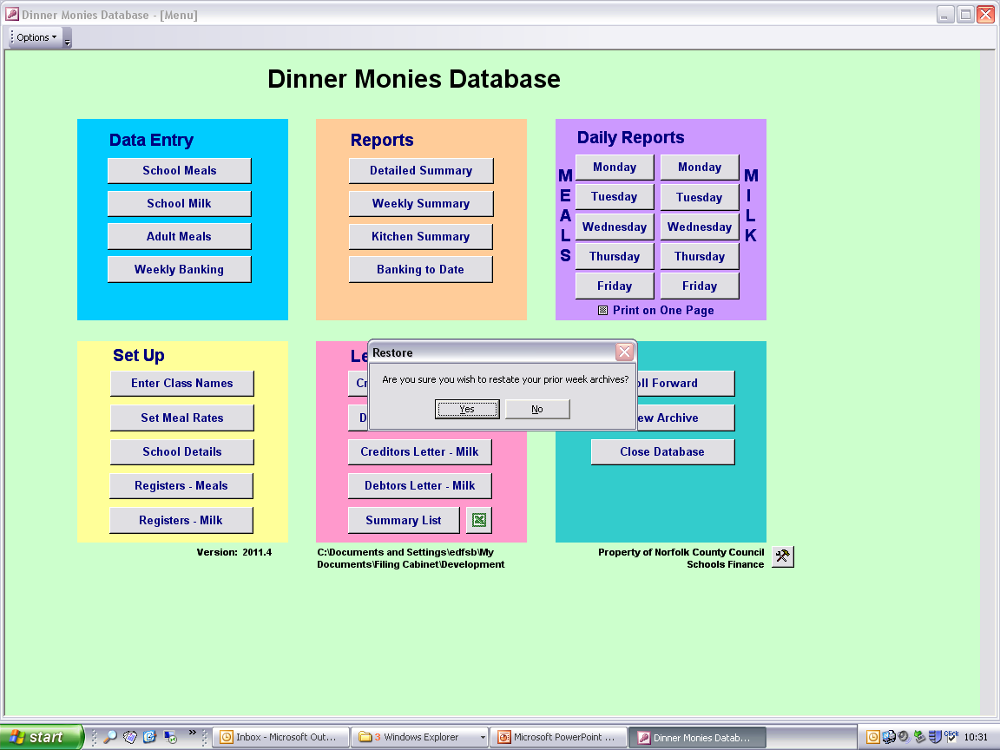 Dinner Monies Database - [Menu]
Options
Dinner Monies Database
Data Entry
School Meals
School Milk
Adult Meals
Weekly Banking
Reports
Detailed Summary
Weekly Summary
Kitchen Summary
Banking to Date
Daily Reports
MEALS
Monday Monday
Tuesday Tuesday
Wednesday Wednesday
Thursday Thursday
Friday Friday
MILK
Print on One Page
Set Up
Enter Class Names
Set Meal Rates
School Details
Registers - Meals
Registers - Milk
Version: 2011.4
Le
Cr
D
Creditors Letter - Milk
Debtors Letter - Milk
Summary List
C:\Documents and Settings\edfsb\My
Documents\Filing Cabinet\Development
Restore
Are you sure you wish to restate your prior week archives?
Yes No
oll Forward
ew Archive
Close Database
Property of Norfolk County Council
Schools Finance
start
Inbox - Microsoft Out...
3 Windows Explorer
Microsoft PowerPoint ...
Dinner Monies Datab...
Click
10:31